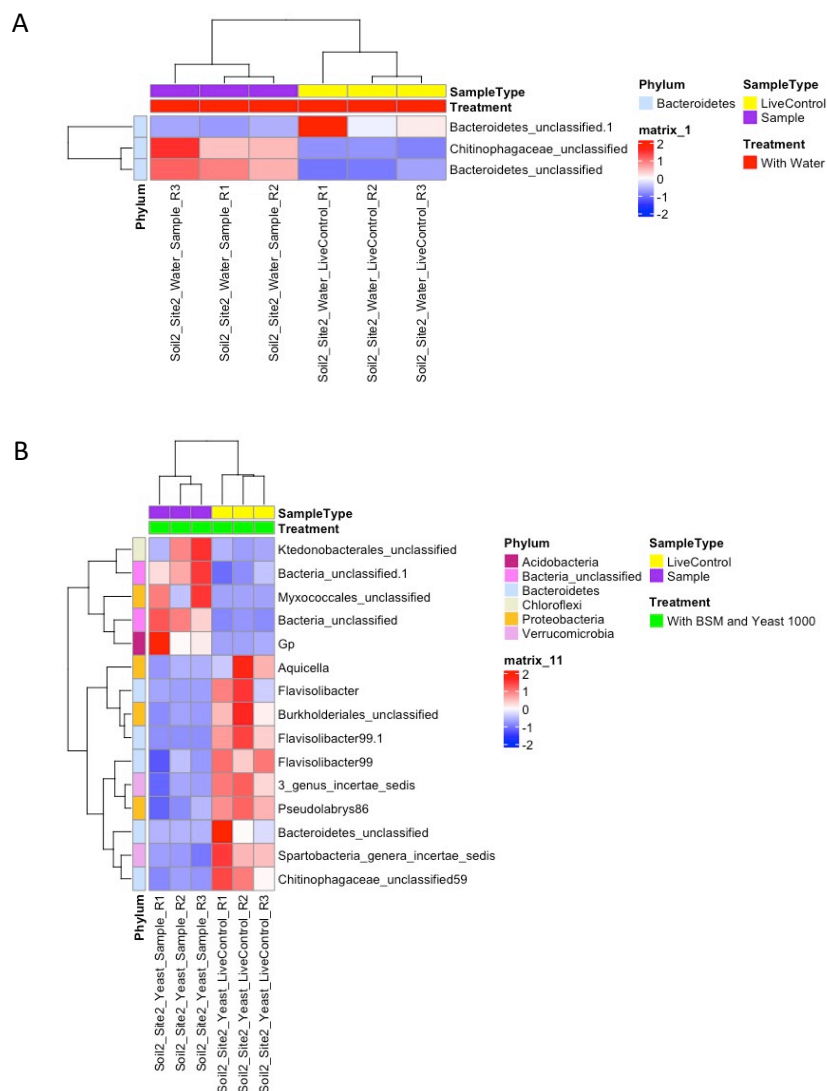 A
SampleType
Treatment
Bacteroidetes_unclassified.1
Chitinophagaceae_unclassified
Bacteroidetes_unclassified
Phylum
Soil2_Site2_Water_Sample_R3
Soil2_Site2_Water_Sample_R1
Soil2_Site2_Water_Sample_R2
Soil2_Site2_Water_LiveControl_R1
Soil2_Site2_Water_LiveControl_R2
Soil2_Site2_Water_LiveControl_R3
Phylum
Bacteroidetes
matrix_1
2
1
0
-1
-2
SampleType
LiveControl
Sample
Treatment
With Water
B
SampleType
Treatment
Ktedonobacterales_unclassified
Bacteria_unclassified.1
Myxococcales_unclassified
Bacteria_unclassified
Gp
Aquicella
Flavisolibacter
Burkholderiales_unclassified
Flavisolibacter99.1
Flavisolibacter99
3_genus_incertae_sedis
Pseudolabrys86
Bacteroidetes_unclassified
Spartobacteria_genera_incertae_sedis
Chitinophagaceae_unclassified59
Phylum
Soil2_Site2_Yeast_Sample_R1
Soil2_Site2_Yeast_Sample_R2
Soil2_Site2_Yeast_Sample_R3
Soil2_Site2_Yeast_LiveControl_R1
Soil2_Site2_Yeast_LiveControl_R2
Soil2_Site2_Yeast_LiveControl_R3
Phylum
Acidobacteria
Bacteria_unclassified
Bacteroidetes
Chloroflexi
Proteobacteria
Verrucomicrobia
matrix_11
2
1
0
-1
-2
SampleType
LiveControl
Sample
Treatment
With BSM and Yeast 1000